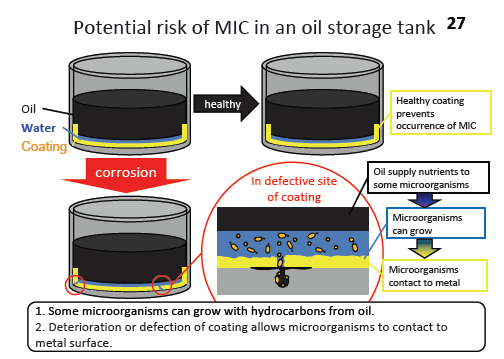 Potential risk of MIC in an oil storage tank 27
healthy
Oil
Water
Coating
Healthy coating
prevents
occurrence of MIC
corrosion
In defective site
of coating
Oil supply nutrients to
some microorganisms
Microorganisms
can grow
Microorganisms
contact to metal
1. Some microorganisms can grow with hydrocarbons from oil.
2. Deterioration or defection of coating allows microorganisms to contact to
metal surface.